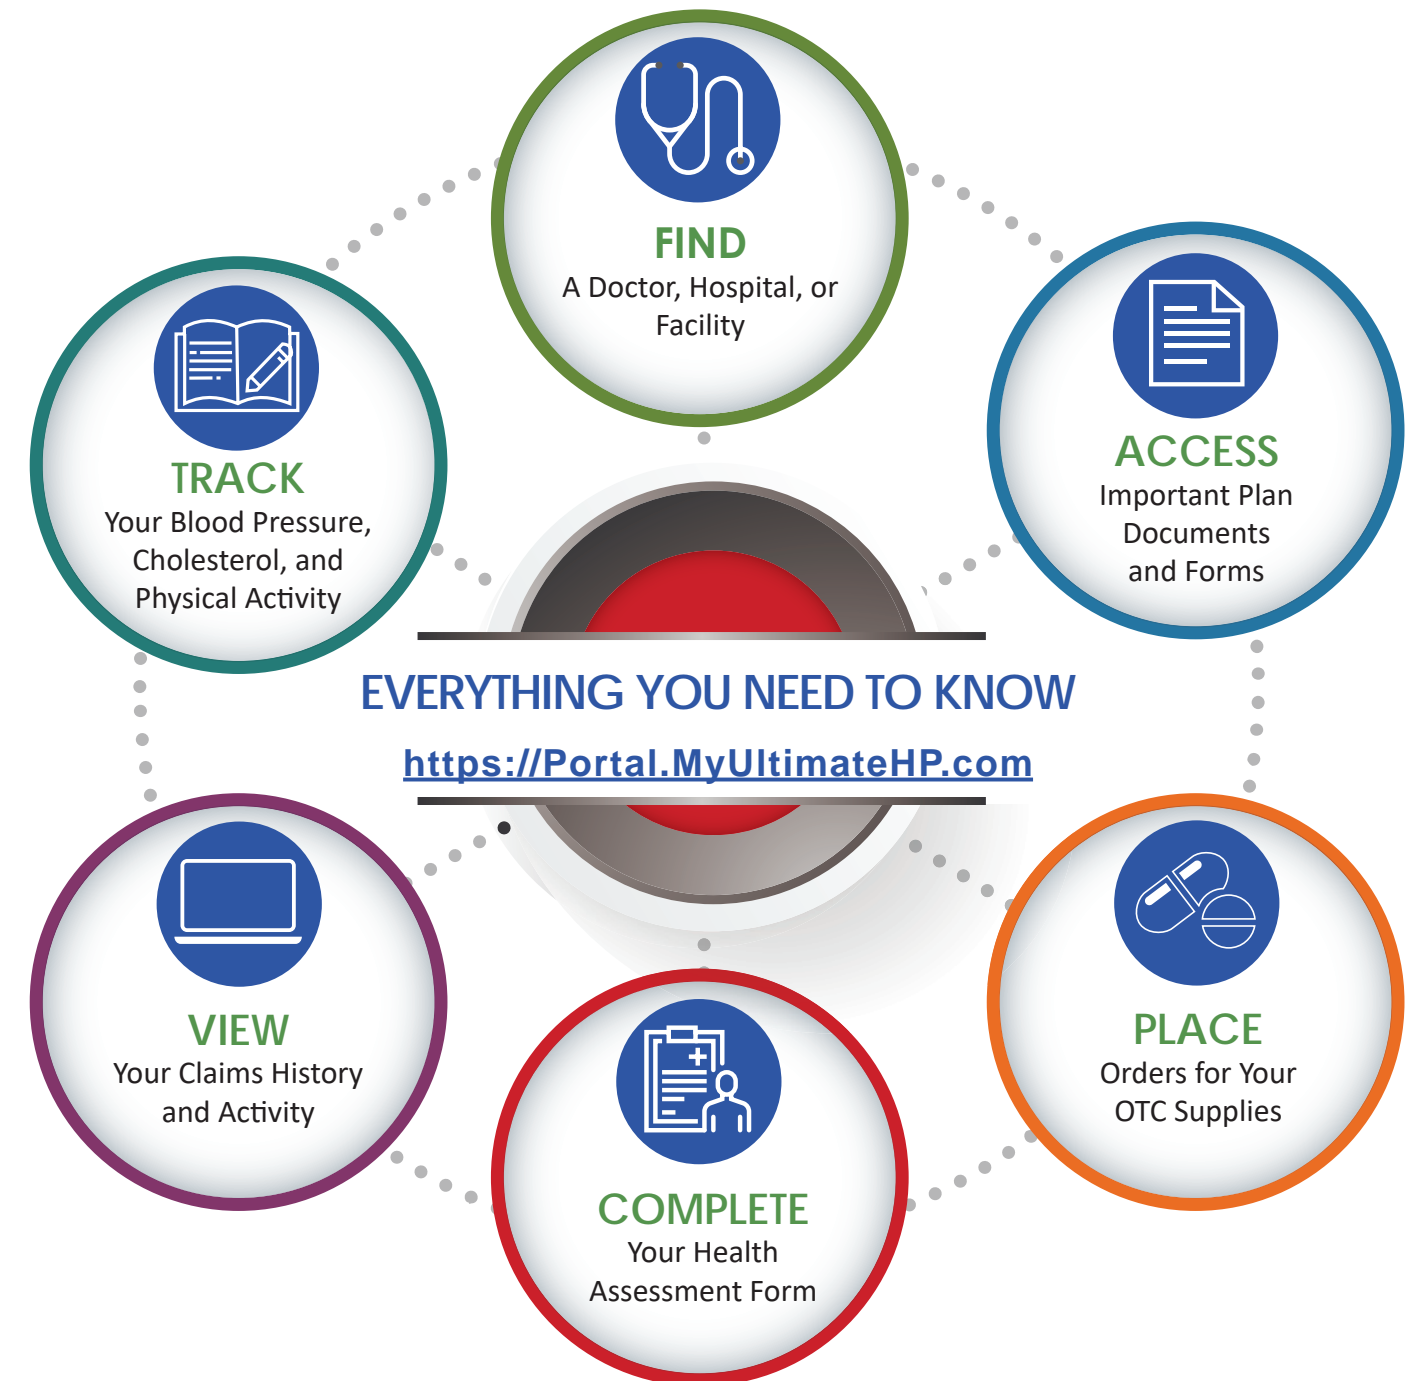 FIND
A Doctor, Hospital, or
Facility
ACCESS
Important Plan
Documents
and Forms
TRACK
Your Blood Pressure,
Cholesterol, and
Physical Activity
EVERYTHING YOU NEED TO KNOW
https://Portal.MyUltimateHP.com
VIEW
Your Claims History
and Activity
PLACE
Orders for Your
OTC Supplies
COMPLETE
Your Health
Assessment Form